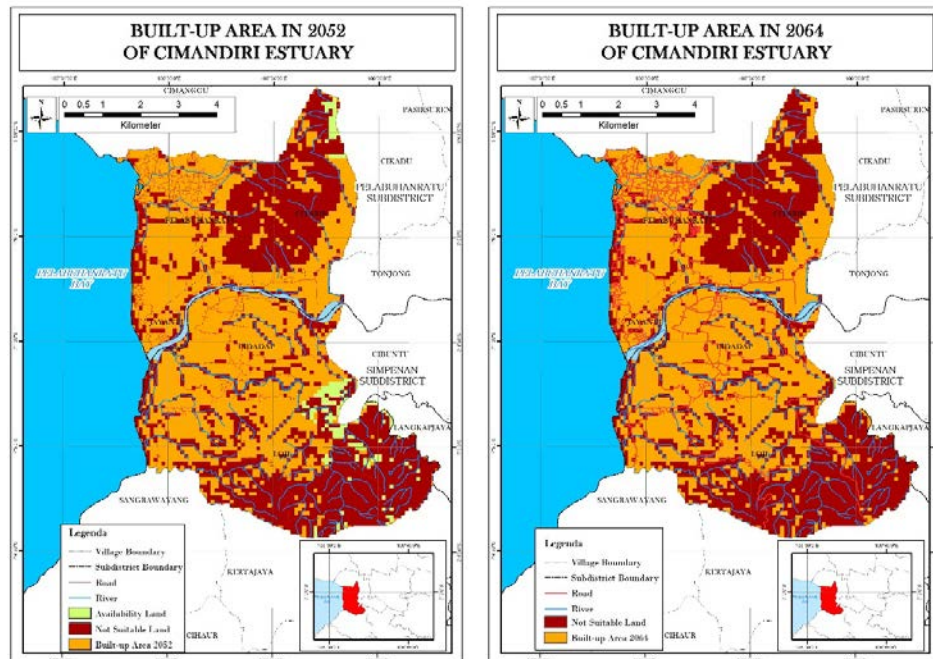 BUILT-UP AREA IN 2052
OF CIMANDIRI ESTUARY
CIMANGGU
N
0 0.5 1 2 3 4
Kilometer
CIKADU
PELABUHANRATU
SUBDISTRICT
TONJONG
PELABUHANRATU
BAY
CIBUNTU
SIMPENAN
SUBDISTRICT
LANGKAPJAYA
SANGRAWAYANG
KERTAJAYA
CIHAUR
Legenda
Village Boundary
Subdistrict Boundary
Road
River
Availability Land
Not Suitable Land
Built-up Area 2052
BUILT-UP AREA IN 2064
OF CIMANDIRI ESTUARY
CIMANGGU
N
0 0.5 1 2 3 4
Kilometer
CIKADU
PELABUHANRATU
SUBDISTRICT
TONJONG
PELABUHANRATU
BAY
CIBUNTU
SIMPENAN
SUBDISTRICT
LANGKAPJAYA
SANGRAWAYANG
KERTAJAYA
CIHAUR
Legenda
Village Boundary
Subdistrict Boundary
Road
River
Not Suitable Land
Built-up Area 2064